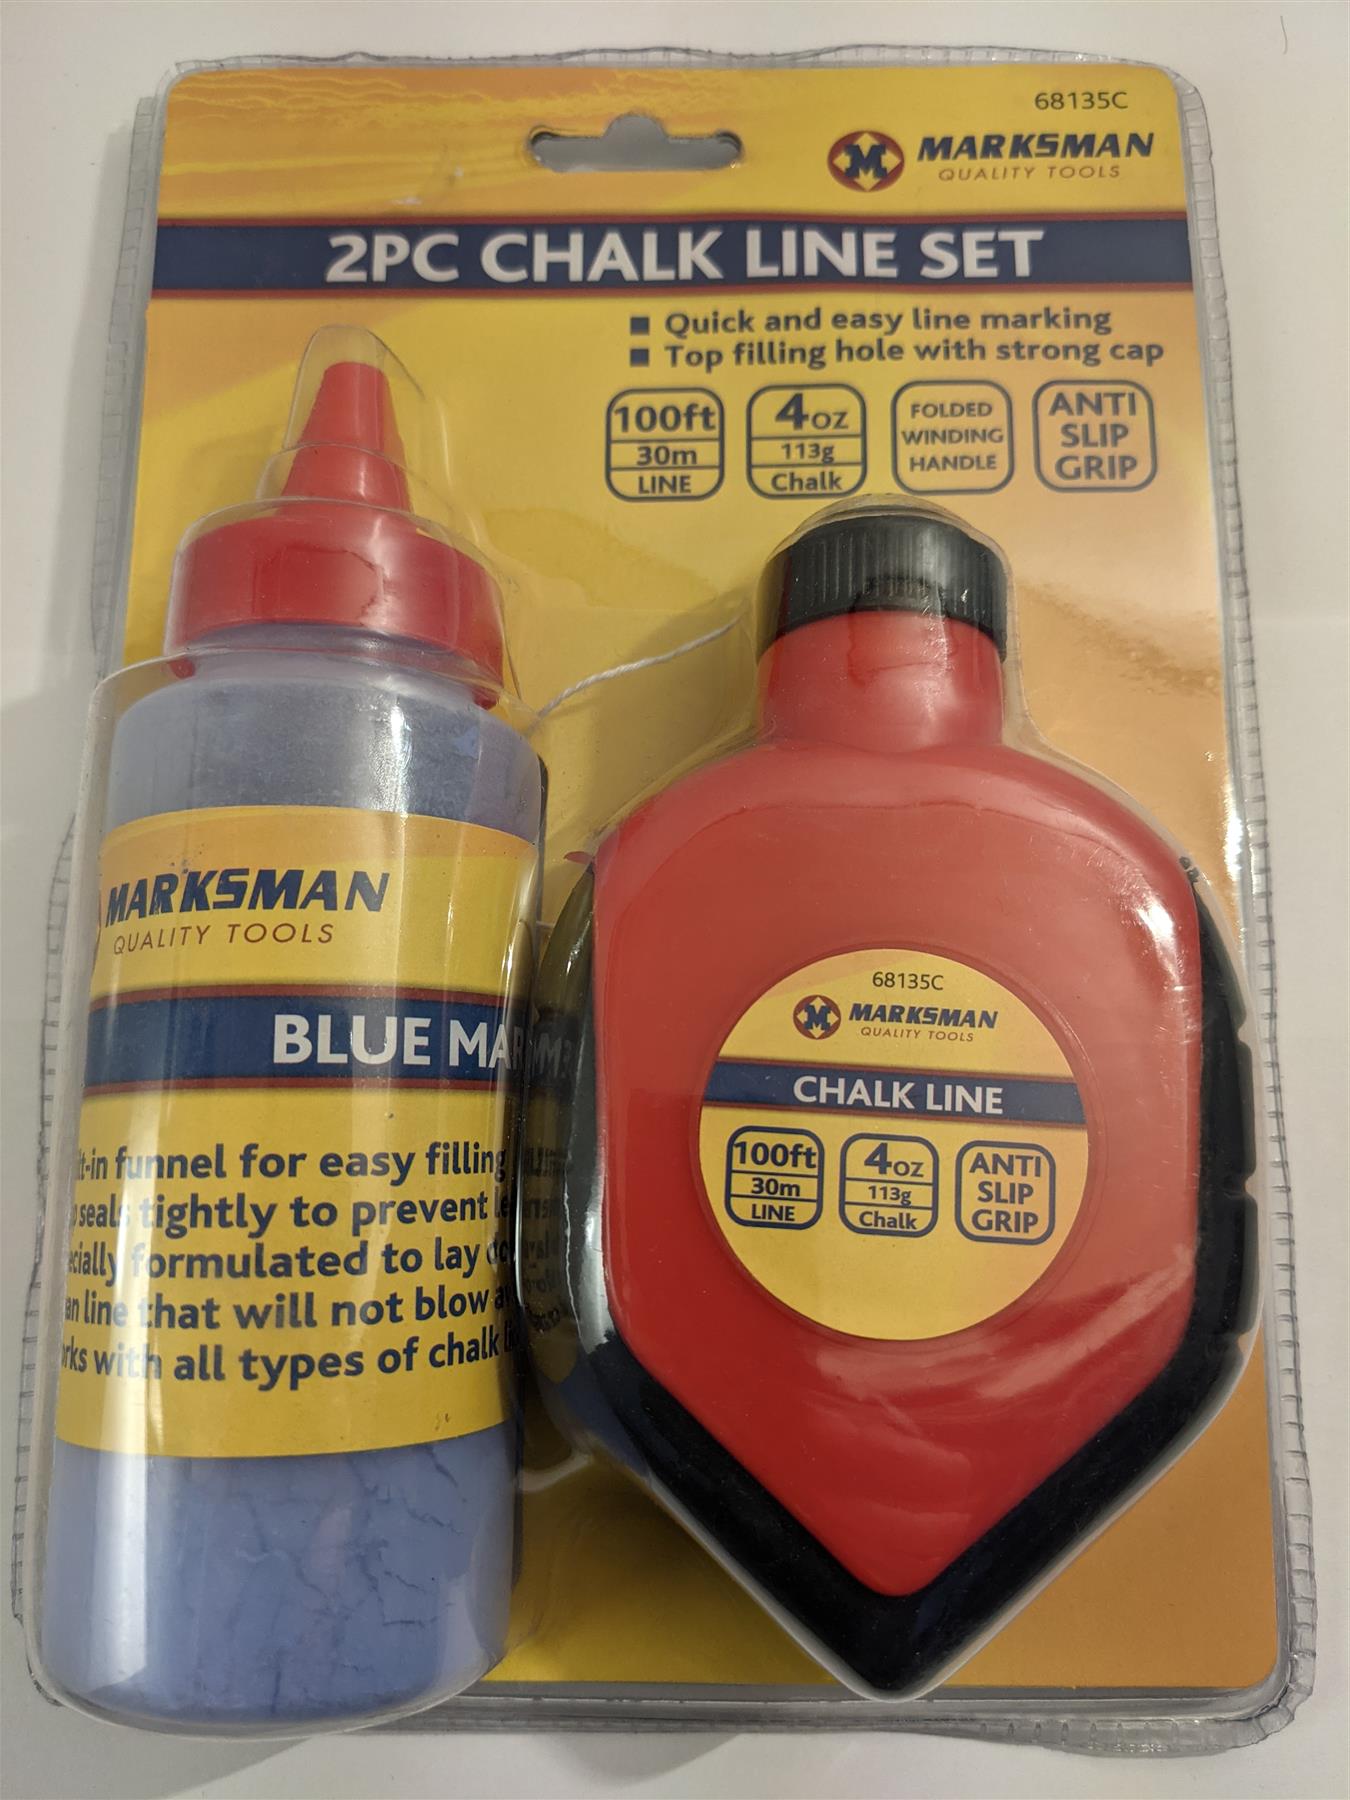 68135C
MARKSMAN
QUALITY TOOLS
2PC CHALK LINE SET
Quick and easy line marking
Top filling hole with strong cap
100ft
30m
LINE
4oz
113g
Chalk
FOLDED
WINDING
HANDLE
ANTI
SLIP
GRIP
MARKSMAN
QUALITY TOOLS
BLUE
funnel for easy filling
tightly to prevent
formulated to lay
line that will not blow
with all types of chalk
68135C
M MARKSMAN
QUALITY TOOLS
CHALK LINE
100ft
30m
LINE
4oz
113g
Chalk
ANTI
SLIP
GRIP